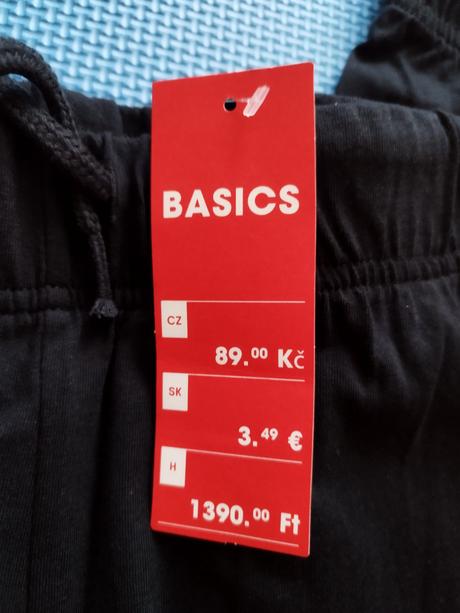 BASICS
CZ
89.00 Kč
SK
3.49 €
H
1390.00 Ft